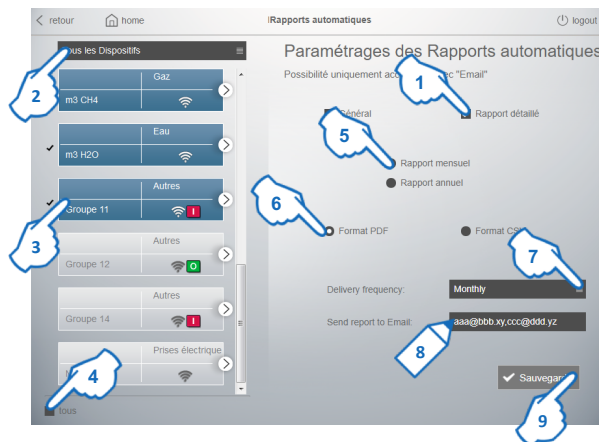 retour
home
Rapports automatiques
logout
ous les Dispositifs
Paramétrages des Rapports automatiques
Possibilité uniquement acc ec "Email"
1
2
Gaz
m3 CH4
Général
Rapport détaillé
5
Eau
m3 H2O
Rapport mensuel
Rapport annuel
Autres
Groupe 11
I
6
3
Format PDF
Format CS
Autres
Groupe 12
O
7
Delivery frequency:
Monthly
Autres
Groupe 14
I
Send report to Email:
aaa@bbb.xy,ccc@ddd.yz
8
Prises électrique
4
Sauvegar
tous
9